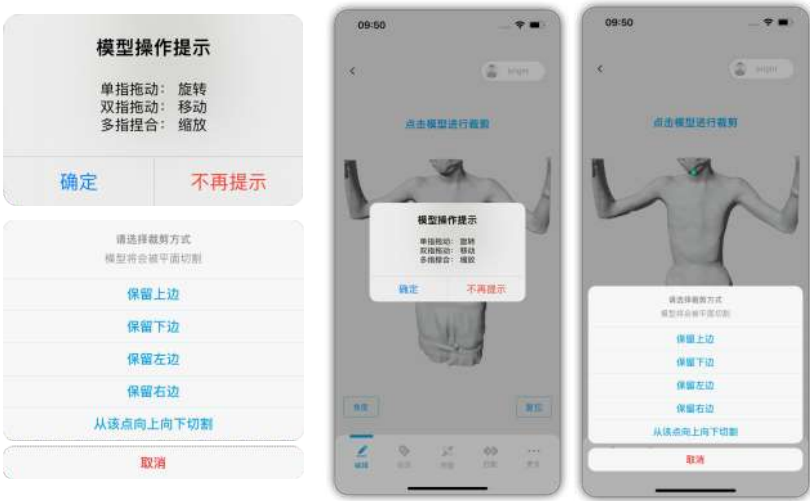 模型操作提示
单指拖动： 旋转
双指拖动： 移动
多指捏合： 缩放
确定
不再提示
请选择裁剪方式
模型将会被平面切割
保留上边
保留下边
保留左边
保留右边
从该点向上向下切割
取消
09:50
点击模型进行裁剪
模型操作提示
单指拖动： 旋转
双指拖动： 移动
多指捏合： 缩放
确定
不再提示
复位
编辑
更多
09:50
点击模型进行裁剪
请选择裁剪方式
模型将会被平面切割
保留上边
保留下边
保留左边
保留右边
从该点向上向下切割
取消